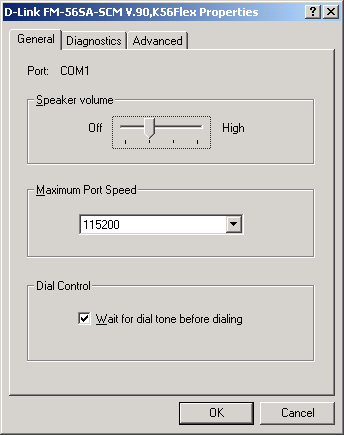 D-Link FM-56SA-SCM V.90,K56Flex Properties
General Diagnostics Advanced
Port: COM1
Speaker volume
Off High
Maximum Port Speed
115200
Dial Control
Wait for dial tone before dialing
OK Cancel